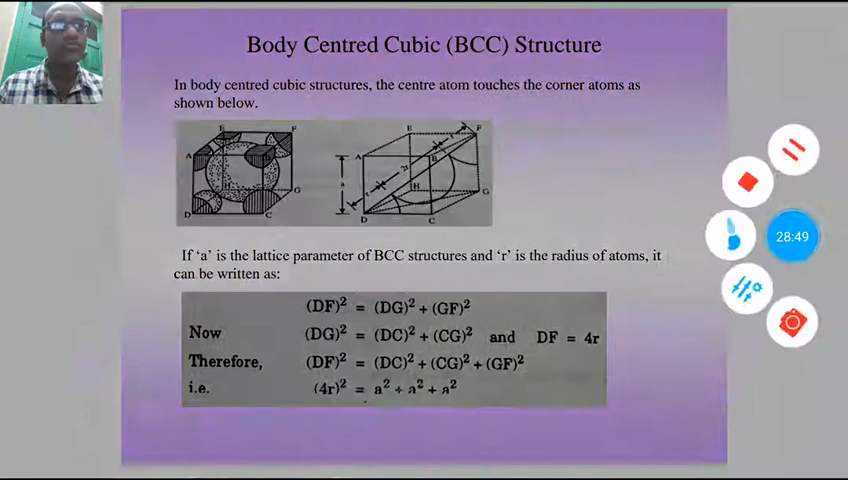 Body Centred Cubic (BCC) Structure
In body centred cubic structures, the centre atom touches the corner atoms as
shown below.
E F
A B
H G
D C
E F
A B
a r 2r r
H G
D C
If ‘a’ is the lattice parameter of BCC structures and ‘r’ is the radius of atoms, it
can be written as:
(DF)² = (DG)² + (GF)²
Now (DG)² = (DC)² + (CG)² and DF = 4r
Therefore, (DF)² = (DC)² + (CG)² + (GF)²
i.e. (4r)² = a² + a² + a²
28:49